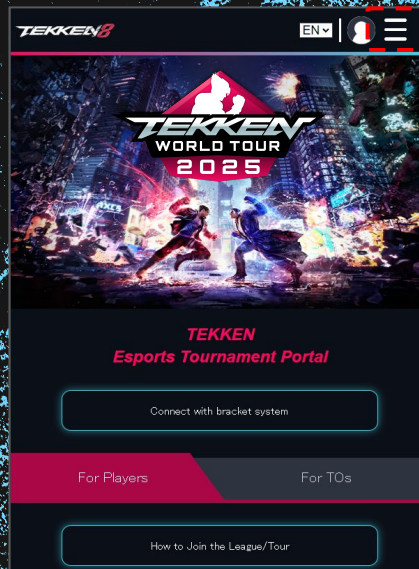 TEKKEN8
EN
TEKKEN
WORLD TOUR
2025
TEKKEN
Esports Tournament Portal
Connect with bracket system
For Players
For TOs
How to Join the League/Tour